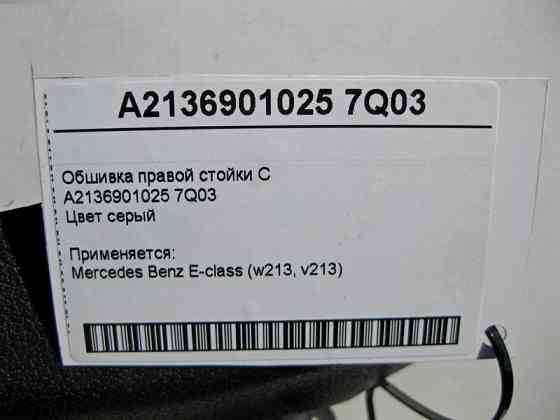 A2136901025 7Q03
Обшивка правой стойки С
A2136901025 7Q03
Цвет серый
Применяется:
Mercedes Benz E-class (w213, v213)